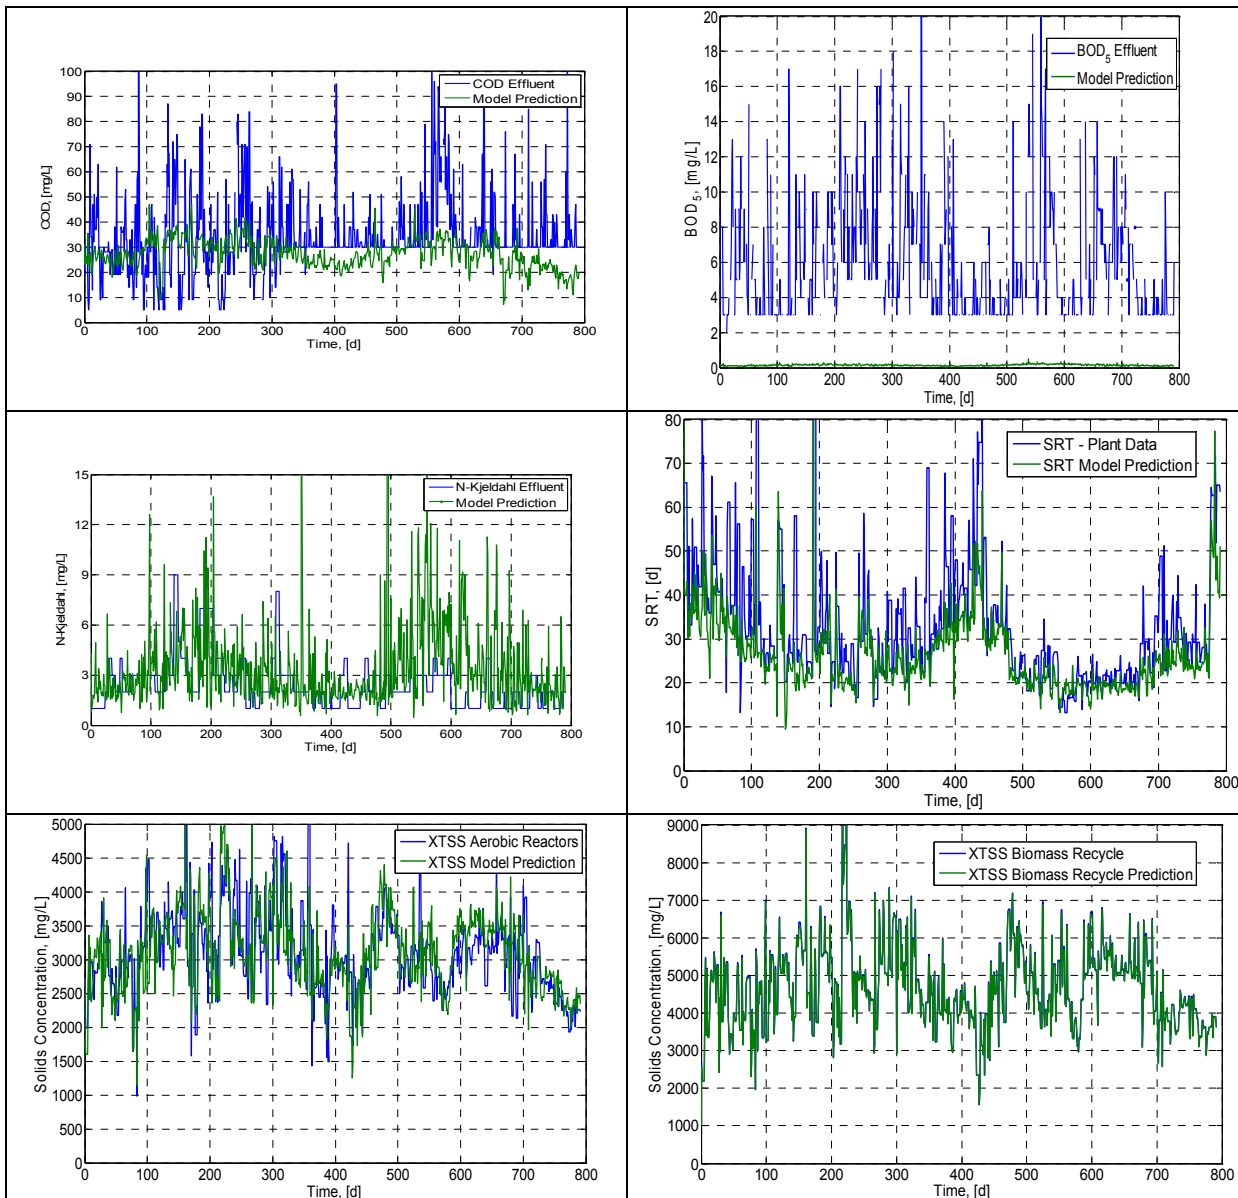 100
90
80
70
60
50
40
30
20
10
0
COD, [mg/L]
COD Effluent
Model Prediction
0 100 200 300 400 500 600 700 800
Time, [d]
20
18
16
14
12
10
8
6
4
2
0
BOD5, [mg/L]
BOD5 Effluent
Model Prediction
0 100 200 300 400 500 600 700 800
Time, [d]
15
12
9
6
3
0
N-Kjeldahl, [mg/L]
N-Kjeldahl Effluent
Model Prediction
0 100 200 300 400 500 600 700 800
Time, [d]
80
70
60
50
40
30
20
10
0
SRT, [d]
SRT - Plant Data
SRT Model Prediction
0 100 200 300 400 500 600 700 800
Time, [d]
5000
4500
4000
3500
3000
2500
2000
1500
1000
500
0
Solids Concentration, [mg/L]
XTSS Aerobic Reactors
XTSS Model Prediction
0 100 200 300 400 500 600 700 800
Time, [d]
9000
8000
7000
6000
5000
4000
3000
2000
1000
0
Solids Concentration, [mg/L]
XTSS Biomass Recycle
XTSS Biomass Recycle Prediction
0 100 200 300 400 500 600 700 800
Time, [d]